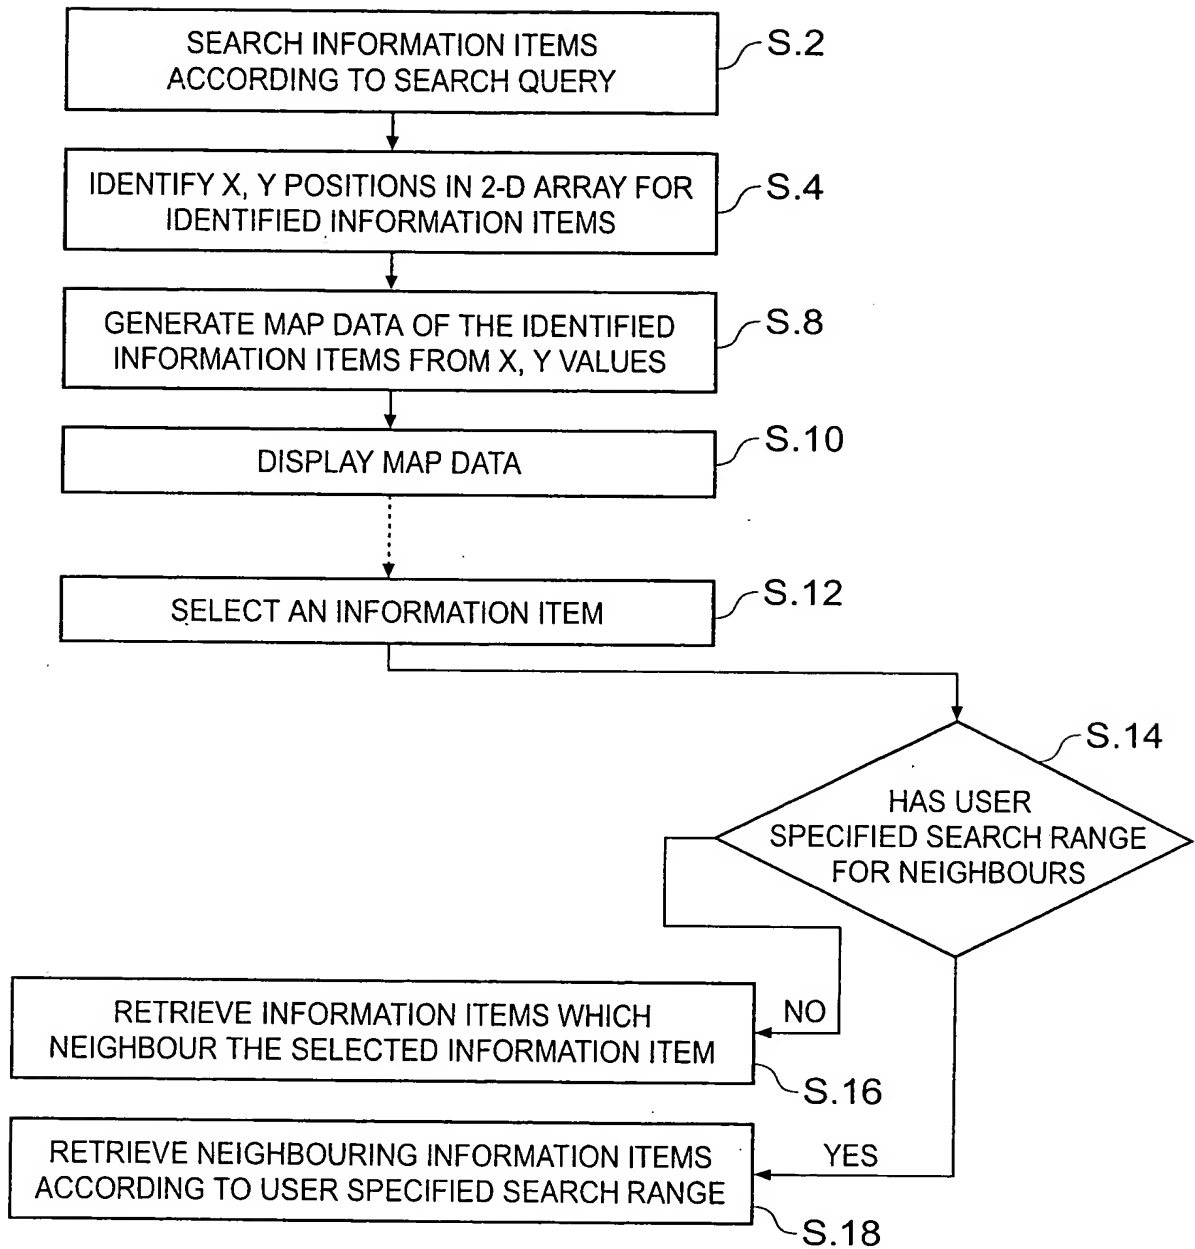 SEARCH INFORMATION ITEMS
ACCORDING TO SEARCH QUERY
S.2
IDENTIFY X, Y POSITIONS IN 2-D ARRAY FOR
IDENTIFIED INFORMATION ITEMS
S.4
GENERATE MAP DATA OF THE IDENTIFIED
INFORMATION ITEMS FROM X, Y VALUES
S.8
DISPLAY MAP DATA
S.10
SELECT AN INFORMATION ITEM
S.12
S.14
HAS USER
SPECIFIED SEARCH RANGE
FOR NEIGHBOURS
NO
RETRIEVE INFORMATION ITEMS WHICH
NEIGHBOUR THE SELECTED INFORMATION ITEM
S.16
YES
RETRIEVE NEIGHBOURING INFORMATION ITEMS
ACCORDING TO USER SPECIFIED SEARCH RANGE
S.18